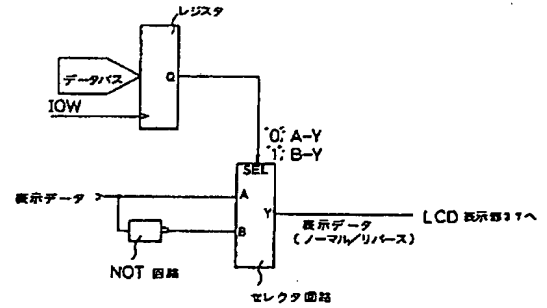 レジスタ
データバス
Q
IOW
"0"; A-Y
"1"; B-Y
SEL
表示データ
A
Y
B
表示データ
(ノーマル/リバース)
LCD 表示部37へ
NOT 回路
セレクタ回路